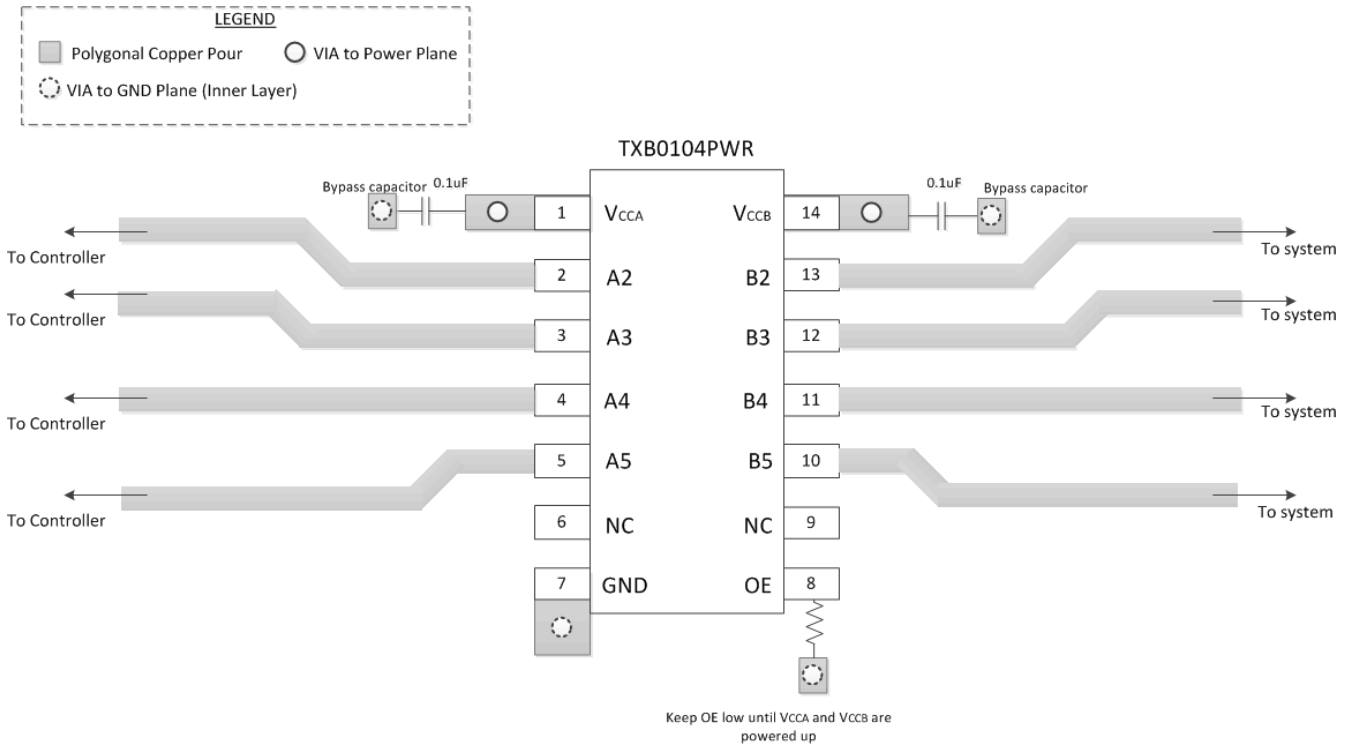 LEGEND
Polygonal Copper Pour
VIA to Power Plane
VIA to GND Plane (Inner Layer)
TXB0104PWR
Bypass capacitor
0.1uF
0.1uF
Bypass capacitor
1
VCCA
VCCB
14
To Controller
2
A2
B2
13
To system
To Controller
3
A3
B3
12
To system
To Controller
4
A4
B4
11
To system
5
A5
B5
10
To Controller
6
NC
NC
9
To system
7
GND
OE
8
Keep OE low until VCCA and VCCB are
powered up